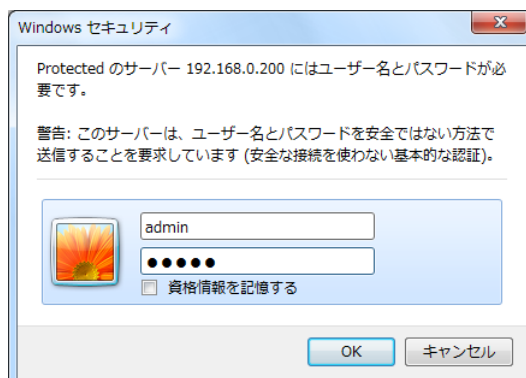 Windows セキュリティ
Protected のサーバー 192.168.0.200 にはユーザー名とパスワードが必
要です。
警告: このサーバーは、ユーザー名とパスワードを安全ではない方法で
送信することを要求しています (安全な接続を使わない基本的な認証)。
admin
●●●●●
資格情報を記憶する
OK
キャンセル